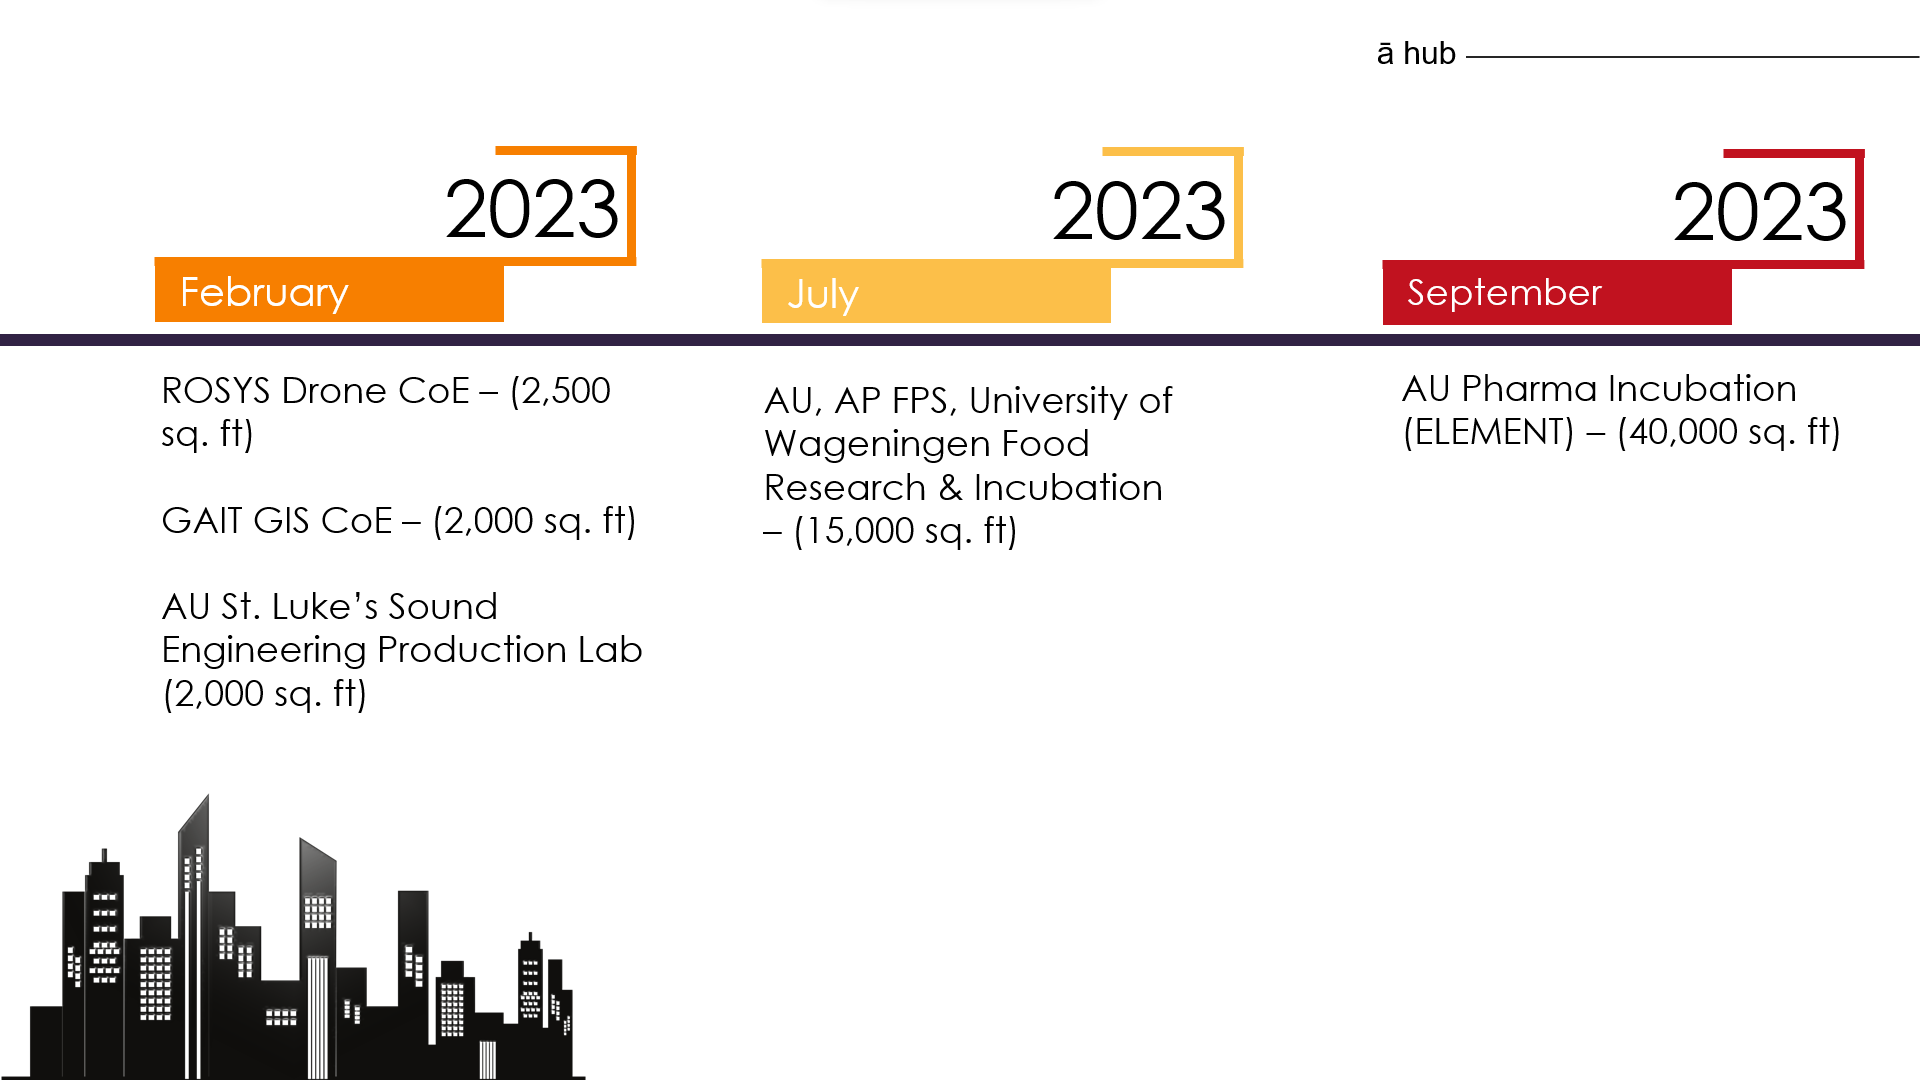 ā hub
2023
February
ROSYS Drone CoE – (2,500
sq. ft)
GAIT GIS CoE – (2,000 sq. ft)
AU St. Luke’s Sound
Engineering Production Lab
(2,000 sq. ft)
2023
July
AU, AP FPS, University of
Wageningen Food
Research & Incubation
– (15,000 sq. ft)
2023
September
AU Pharma Incubation
(ELEMENT) – (40,000 sq. ft)